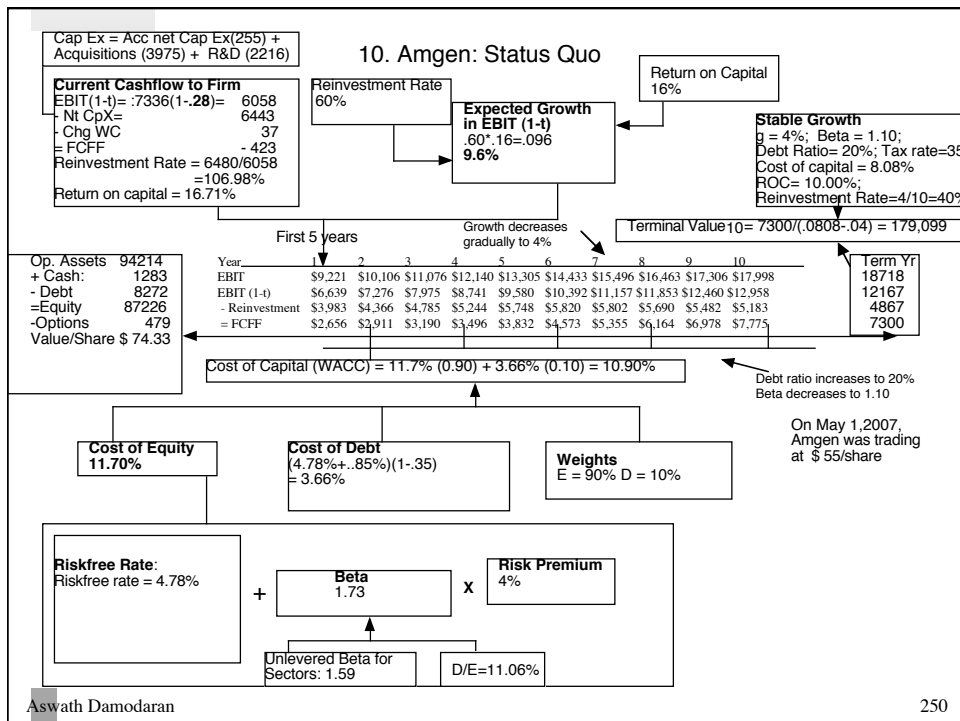 Cap Ex = Acc net Cap Ex(255) +
Acquisitions (3975) + R&D (2216)
10. Amgen: Status Quo
Current Cashflow to Firm
EBIT(1-t)= :7336(1-.28)= 6058
- Nt CpX= 6443
- Chg WC 37
= FCFF - 423
Reinvestment Rate = 6480/6058
=106.98%
Return on capital = 16.71%
Reinvestment Rate
60%
Expected Growth
in EBIT (1-t)
.60*.16=.096
9.6%
Return on Capital
16%
Stable Growth
g = 4%; Beta = 1.10;
Debt Ratio= 20%; Tax rate=35
Cost of capital = 8.08%
ROC= 10.00%;
Reinvestment Rate=4/10=40%
Terminal Value10= 7300/(.0808-.04) = 179,099
First 5 years
Growth decreases
gradually to 4%
Op. Assets 94214
+ Cash: 1283
- Debt 8272
=Equity 87226
-Options 479
Value/Share $ 74.33
Year 1 2 3 4 5 6 7 8 9 10
EBIT $9,221 $10,106 $11,076 $12,140 $13,305 $14,433 $15,496 $16,463 $17,306 $17,998
EBIT (1-t) $6,639 $7,276 $7,975 $8,741 $9,580 $10,392 $11,157 $11,853 $12,460 $12,958
- Reinvestment $3,983 $4,366 $4,785 $5,244 $5,748 $5,820 $5,802 $5,690 $5,482 $5,183
= FCFF $2,656 $2,911 $3,190 $3,496 $3,832 $4,573 $5,355 $6,164 $6,978 $7,775
Term Yr
18718
12167
4867
7300
Cost of Capital (WACC) = 11.7% (0.90) + 3.66% (0.10) = 10.90%
Debt ratio increases to 20%
Beta decreases to 1.10
On May 1,2007,
Amgen was trading
at $ 55/share
Cost of Equity
11.70%
Cost of Debt
(4.78%+..85%)(1-.35)
= 3.66%
Weights
E = 90% D = 10%
Riskfree Rate:
Riskfree rate = 4.78%
+
Beta
1.73
X
Risk Premium
4%
Unlevered Beta for
Sectors: 1.59
D/E=11.06%
Aswath Damodaran
250